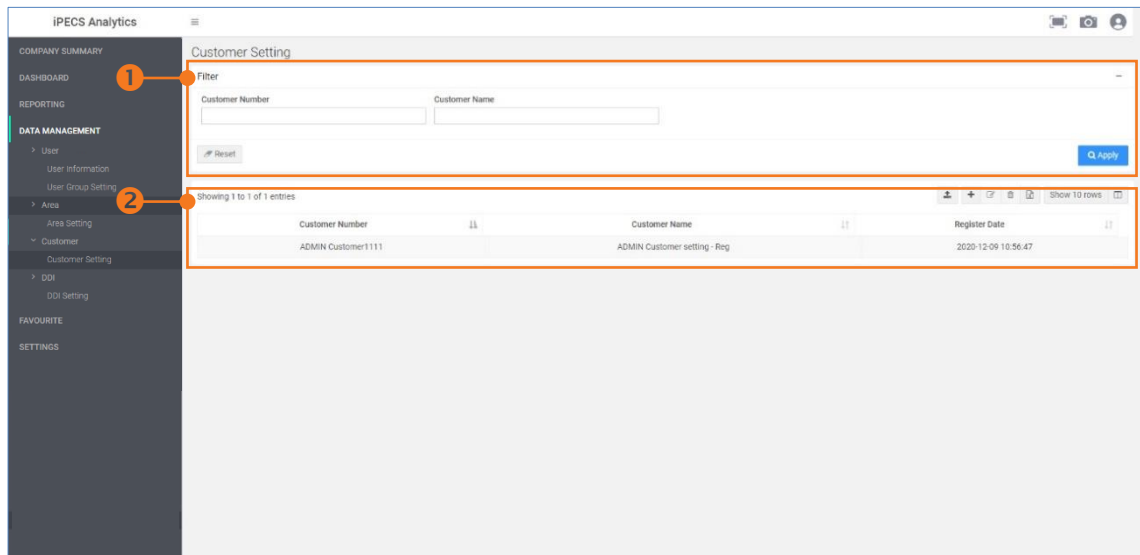 iPECS Analytics
COMPANY SUMMARY
DASHBOARD
REPORTING
DATA MANAGEMENT
> User
User Information
User Group Setting
> Area
Area Setting
Customer
Customer Setting
> DDI
DDI Setting
FAVOURITE
SETTINGS
Customer Setting
1
Filter
Customer Number Customer Name
Reset Apply
2
Showing 1 to 1 of 1 entries Show 10 rows
Customer Number Customer Name Register Date
ADMIN Customer1111 ADMIN Customer setting - Reg 2020-12-09 10:56:47